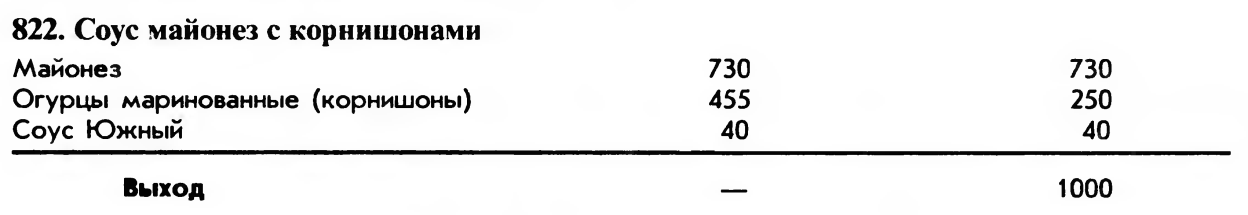 822. Соус майонез с корнишонами
Майонез 730 730
Огурцы маринованные (корнишоны) 455 250
Соус Южный 40 40
Выход — 1000